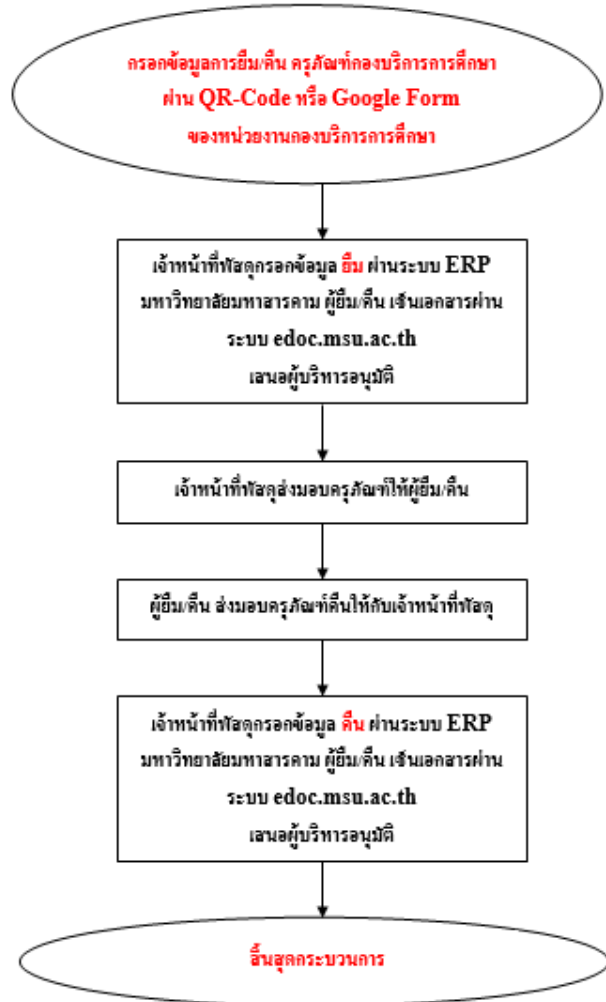 กรอกข้อมูลการยืม/คืน ครุภัณฑ์กองบริการการศึกษา
ผ่าน QR-Code หรือ Google Form
ของหน่วยงานกองบริการการศึกษา
เจ้าหน้าที่พัสดุกรอกข้อมูล ยืม ผ่านระบบ ERP
มหาวิทยาลัยมหาสารคาม ผู้ยืม/คืน เซ็นเอกสารผ่าน
ระบบ edoc.msu.ac.th
เสนอผู้บริหารอนุมัติ
เจ้าหน้าที่พัสดุส่งมอบครุภัณฑ์ให้ผู้ยืม/คืน
ผู้ยืม/คืน ส่งมอบครุภัณฑ์คืนให้กับเจ้าหน้าที่พัสดุ
เจ้าหน้าที่พัสดุกรอกข้อมูล คืน ผ่านระบบ ERP
มหาวิทยาลัยมหาสารคาม ผู้ยืม/คืน เซ็นเอกสารผ่าน
ระบบ edoc.msu.ac.th
เสนอผู้บริหารอนุมัติ
สิ้นสุดกระบวนการ